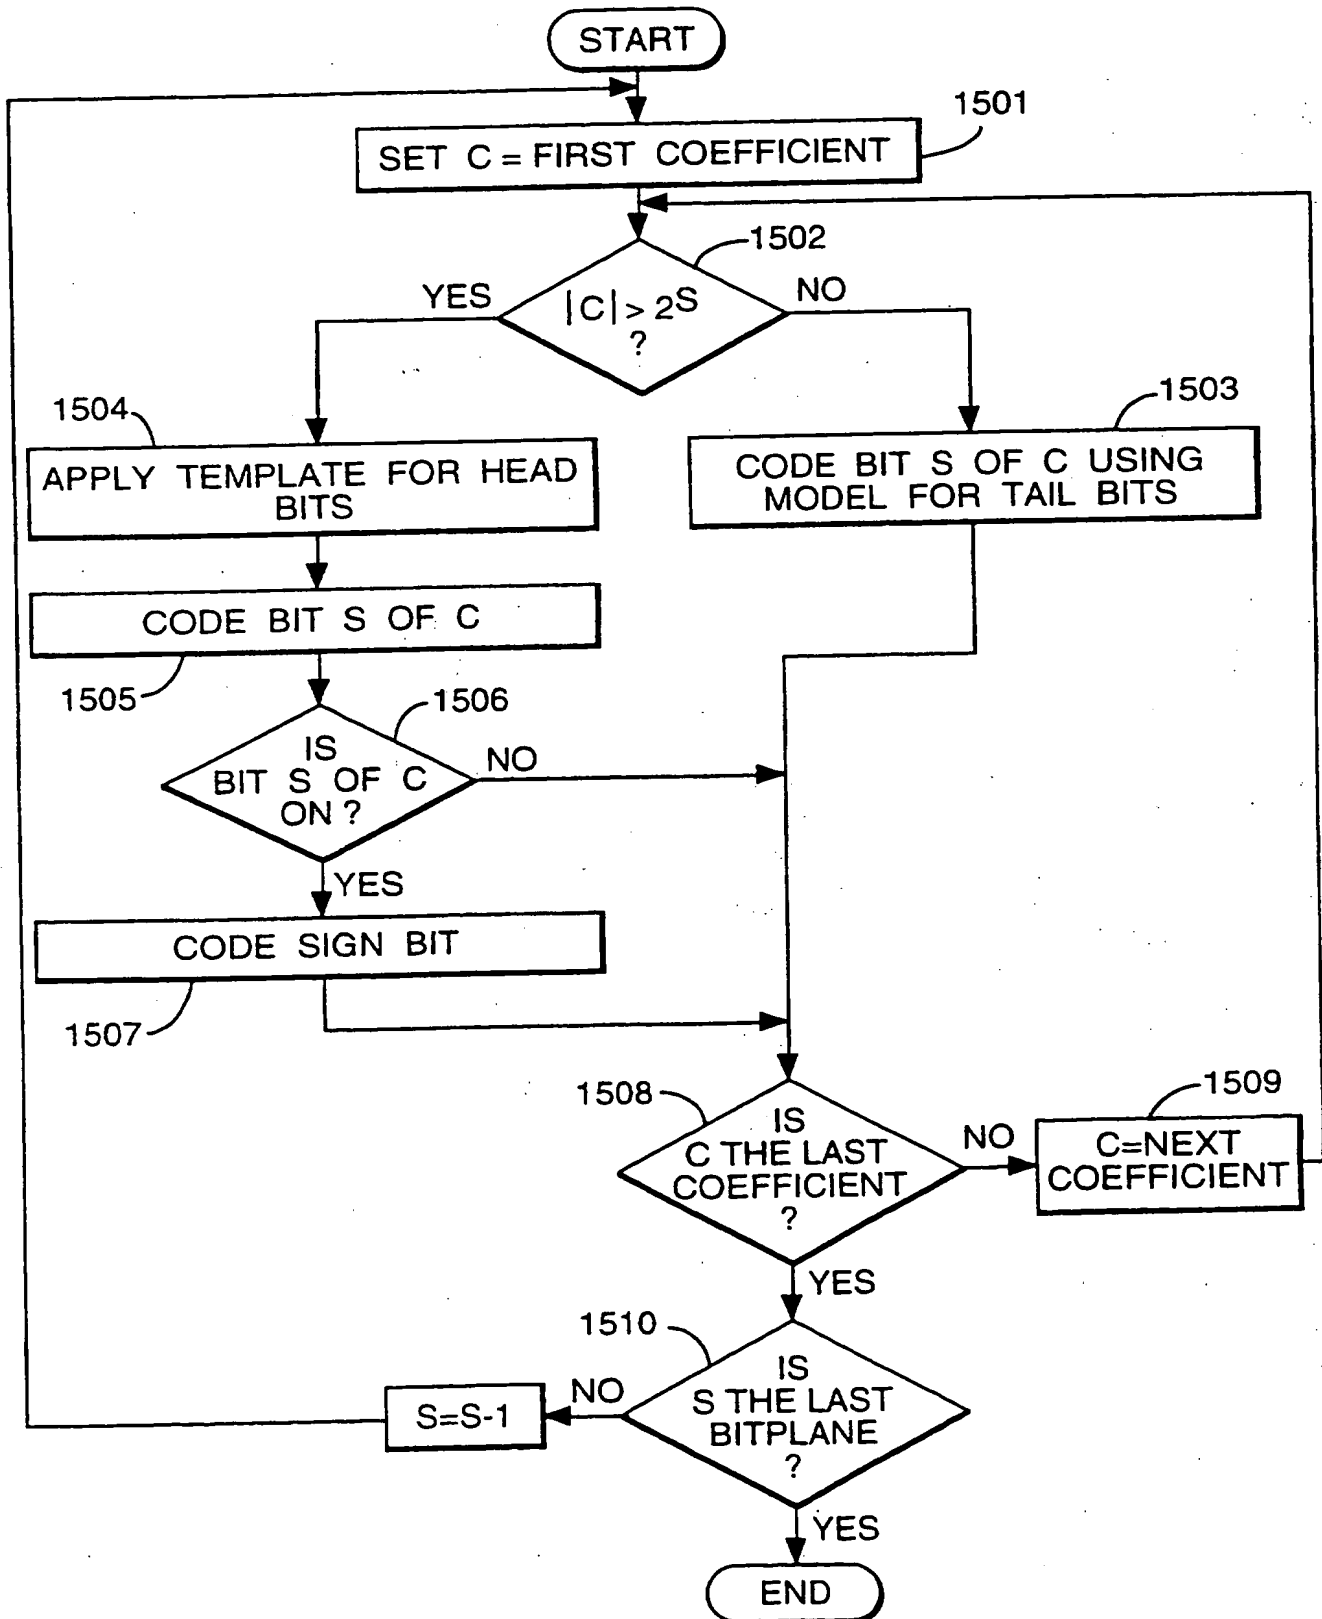 START
1501
SET C = FIRST COEFFICIENT
1502
YES
|C| > 2^S
?
NO
1504
APPLY TEMPLATE FOR HEAD
BITS
1503
CODE BIT S OF C USING
MODEL FOR TAIL BITS
CODE BIT S OF C
1505
1506
IS
BIT S OF C
ON ?
NO
YES
CODE SIGN BIT
1507
1508
IS
C THE LAST
COEFFICIENT
?
NO
1509
C=NEXT
COEFFICIENT
YES
1510
IS
S THE LAST
BITPLANE
?
NO
S=S-1
YES
END